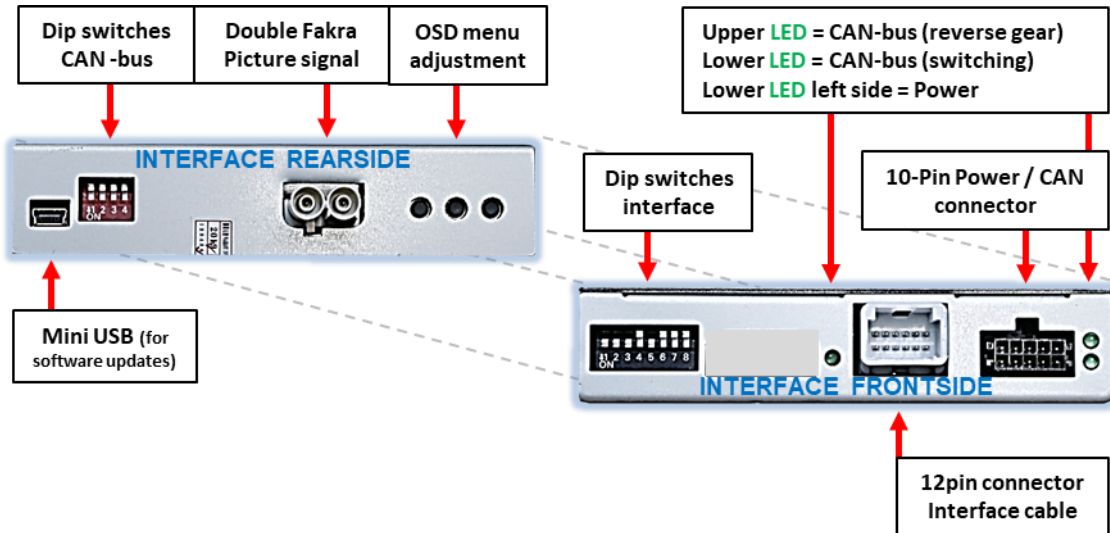 Dip switches
CAN -bus
Double Fakra
Picture signal
OSD menu
adjustment
Upper LED = CAN-bus (reverse gear)
Lower LED = CAN-bus (switching)
Lower LED left side = Power
INTERFACE REARSIDE
1 2 3 4
ON
Dip switches
interface
10-Pin Power / CAN
connector
Mini USB (for
software updates)
1 2 3 4 5 6 7 8
ON
INTERFACE FRONTSIDE
12pin connector
Interface cable